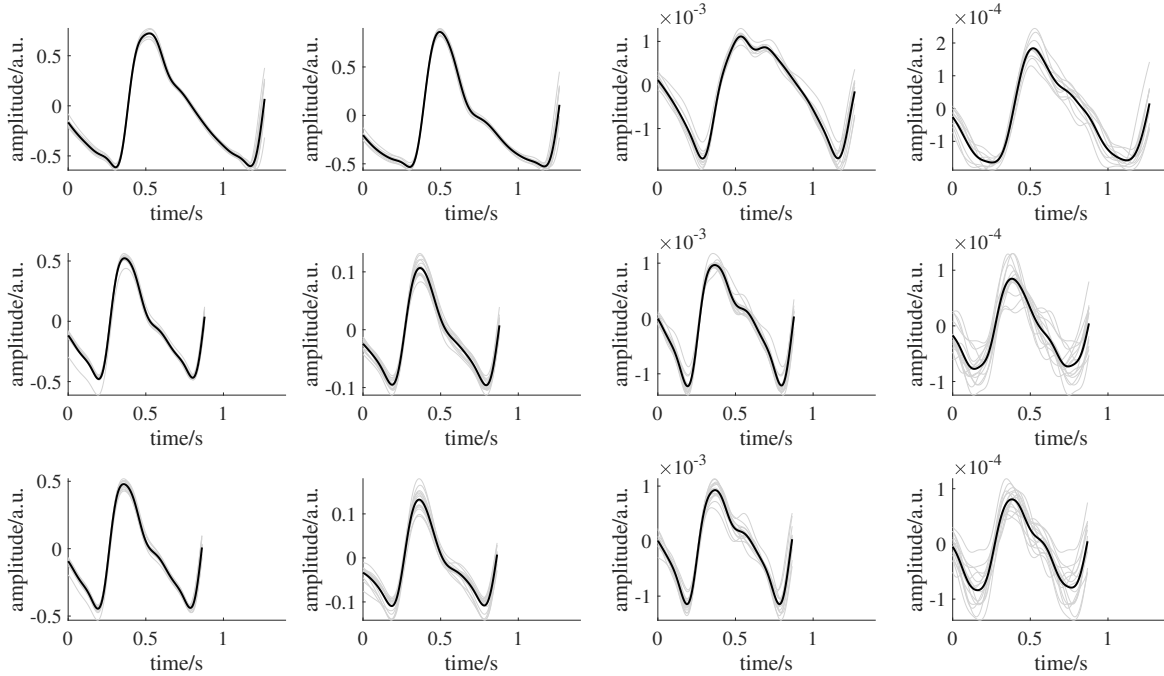 ×10⁻³ ×10⁻⁴
amplitude/a.u. 0.5 0 -0.5 amplitude/a.u. 0.5 0 -0.5 amplitude/a.u. 1 0 -1 amplitude/a.u. 2 1 0 -1
0 0.5 1 0 0.5 1 0 0.5 1 0 0.5 1
time/s time/s time/s time/s
×10⁻³ ×10⁻⁴
amplitude/a.u. 0.5 0 -0.5 amplitude/a.u. 0.1 0 -0.1 amplitude/a.u. 1 0 -1 amplitude/a.u. 1 0 -1
0 0.5 1 0 0.5 1 0 0.5 1 0 0.5 1
time/s time/s time/s time/s
×10⁻³ ×10⁻⁴
amplitude/a.u. 0.5 0 -0.5 amplitude/a.u. 0.1 0 -0.1 amplitude/a.u. 1 0 -1 amplitude/a.u. 1 0 -1
0 0.5 1 0 0.5 1 0 0.5 1 0 0.5 1
time/s time/s time/s time/s